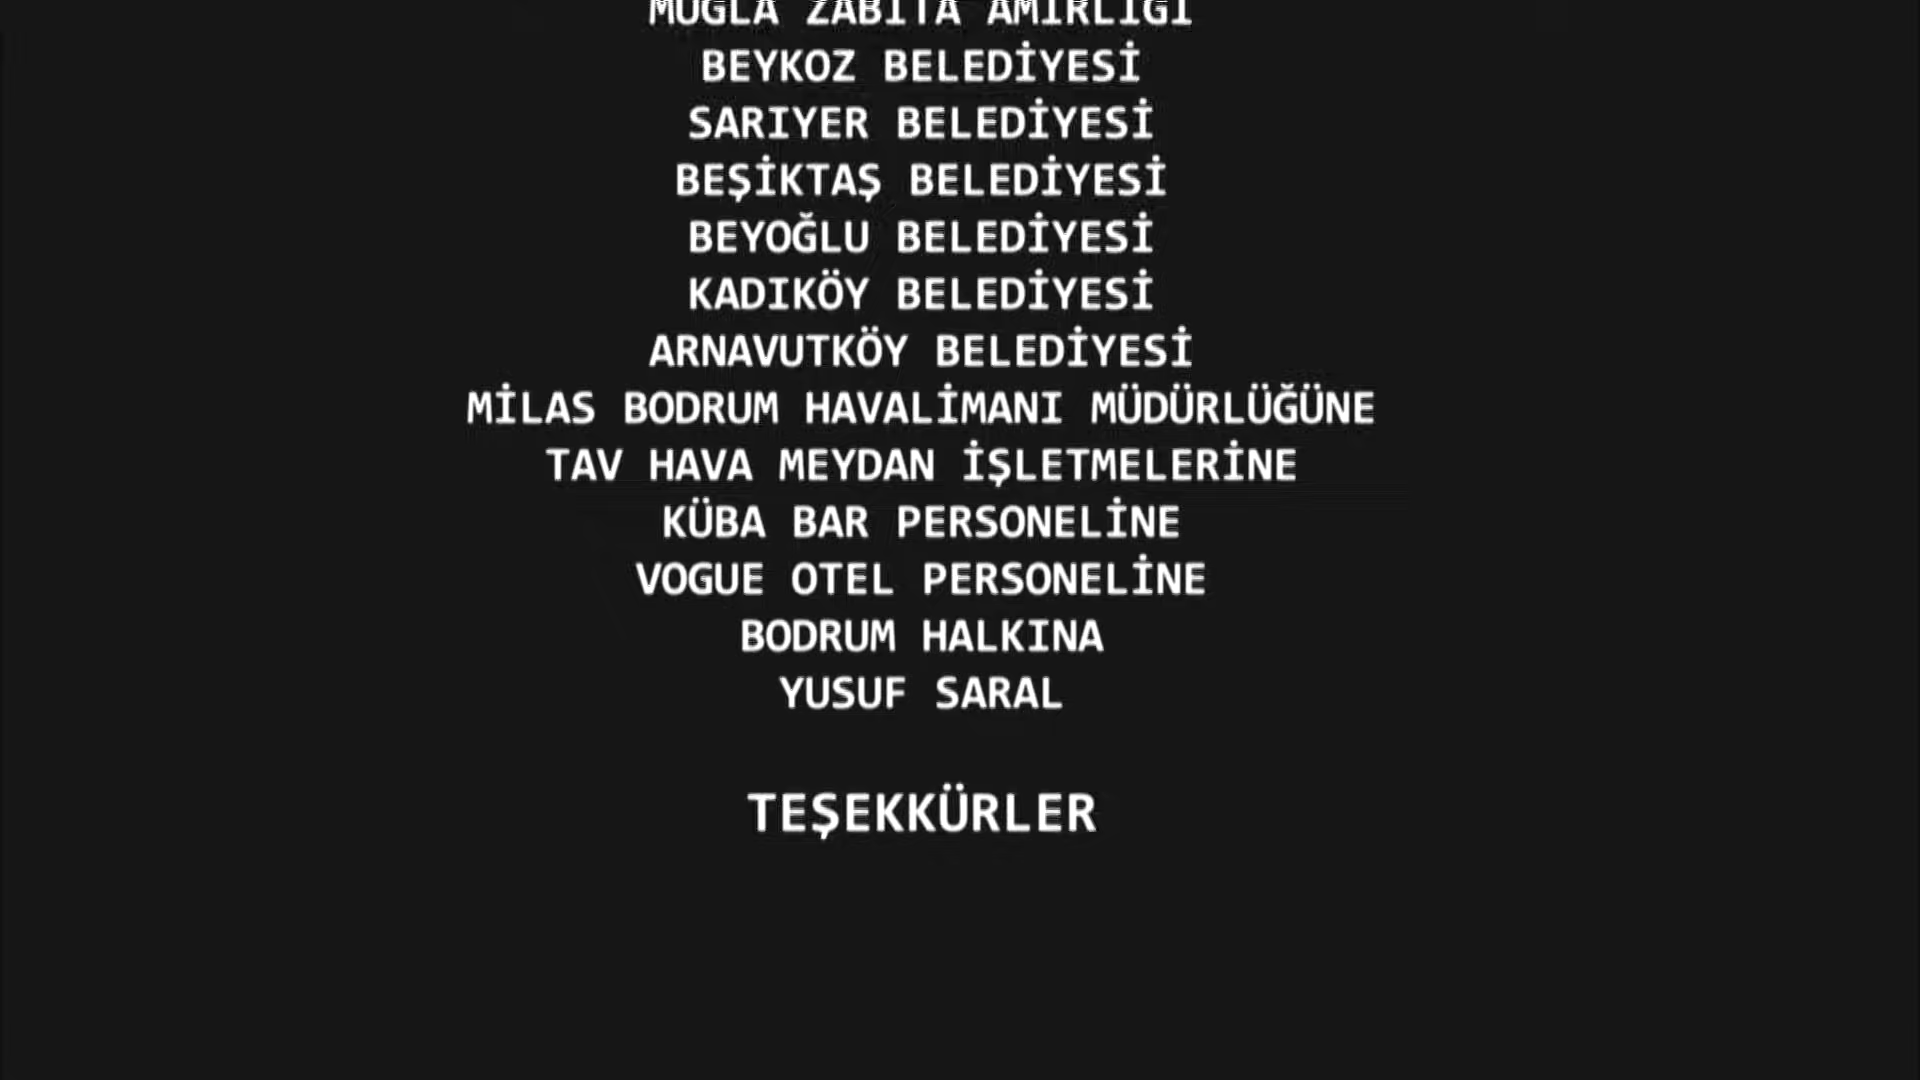 MUĞLA ZABITA AMİRLİĞİ
BEYKOZ BELEDİYESİ
SARIYER BELEDİYESİ
BEŞİKTAŞ BELEDİYESİ
BEYOĞLU BELEDİYESİ
KADIKÖY BELEDİYESİ
ARNAVUTKÖY BELEDİYESİ
MİLAS BODRUM HAVALİMANI MÜDÜRLÜĞÜNE
TAV HAVA MEYDAN İŞLETMELERİNE
KÜBA BAR PERSONELİNE
VOGUE OTEL PERSONELİNE
BODRUM HALKINA
YUSUF SARAL
TEŞEKKÜRLER